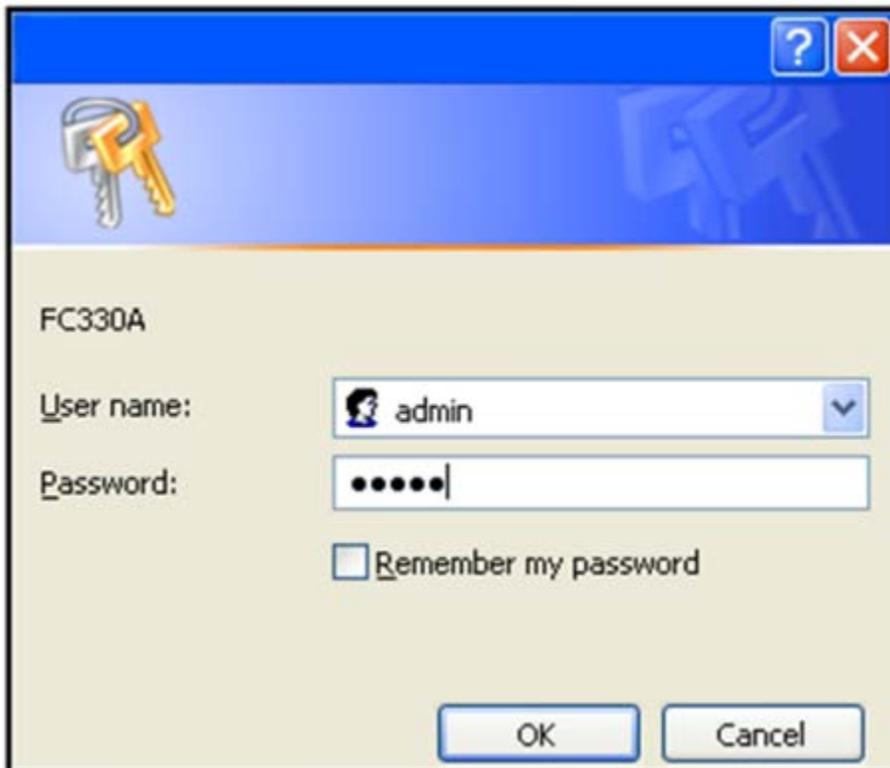 ?
FC330A
User name: admin
Password: •••••
Remember my password
OK Cancel